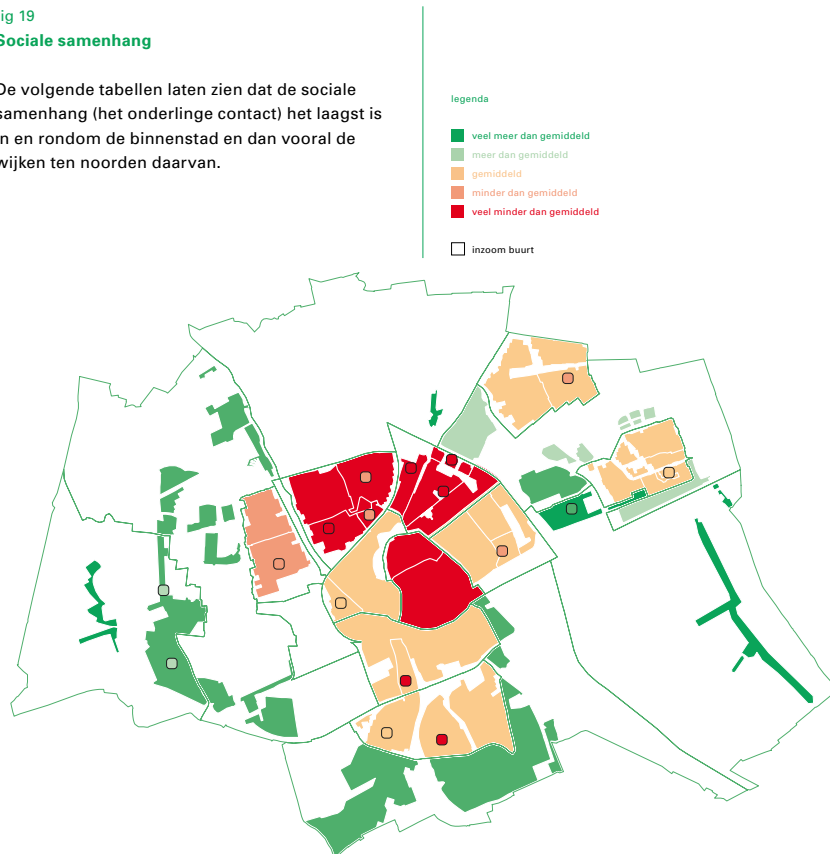 ig 19
Sociale samenhang
De volgende tabellen laten zien dat de sociale
samenhang (het onderlinge contact) het laagst is
in en rondom de binnenstad en dan vooral de
wijken ten noorden daarvan.
legenda
veel meer dan gemiddeld
meer dan gemiddeld
gemiddeld
minder dan gemiddeld
veel minder dan gemiddeld
inzoom buurt